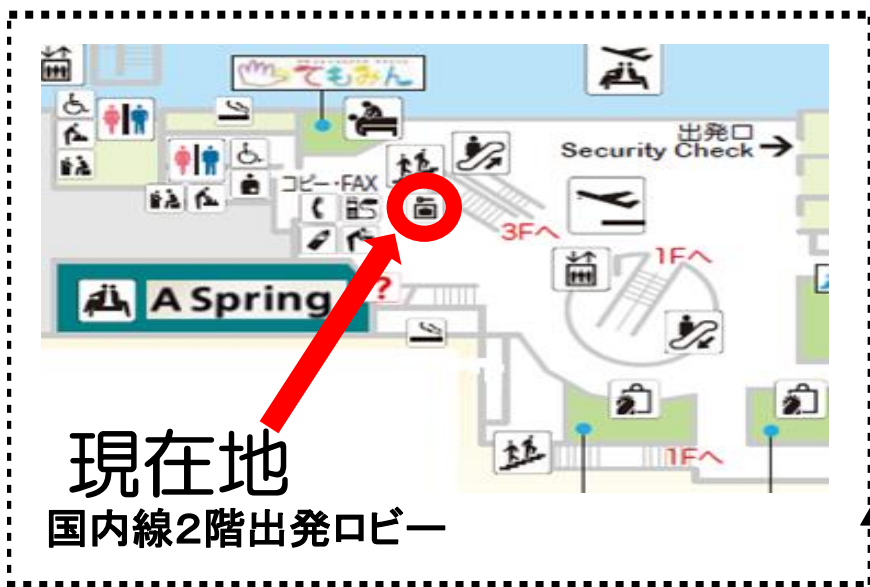 てもみん
出発口
Security Check
コピー・FAX
3Fへ
1Fへ
?
A Spring
現在地
1Fへ
国内線2階出発ロビー